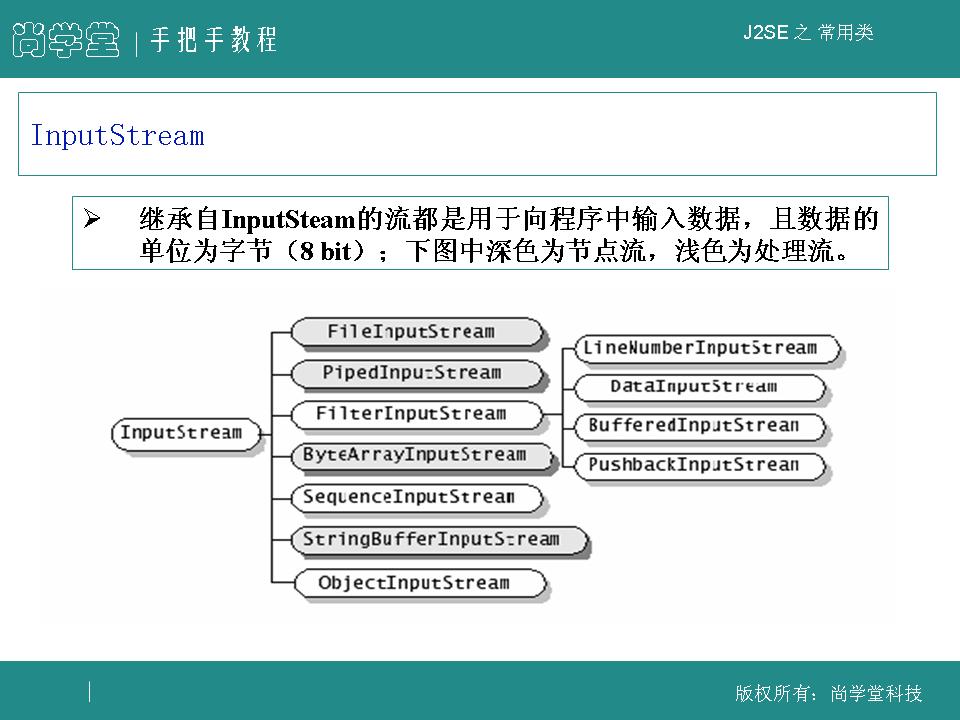 尚学堂 | 手把手教程
J2SE 之 常用类
InputStream
➢ 继承自InputSteam的流都是用于向程序中输入数据，且数据的
单位为字节（8 bit）；下图中深色为节点流，浅色为处理流。
InputStream
FileInputStream
PipedInputStream
FilterInputStream
ByteArrayInputStream
SequenceInputStream
StringBufferInputStream
ObjectInputStream
LineNumberInputStream
DataInputStream
BufferedInputStream
PushbackInputStream
版权所有：尚学堂科技